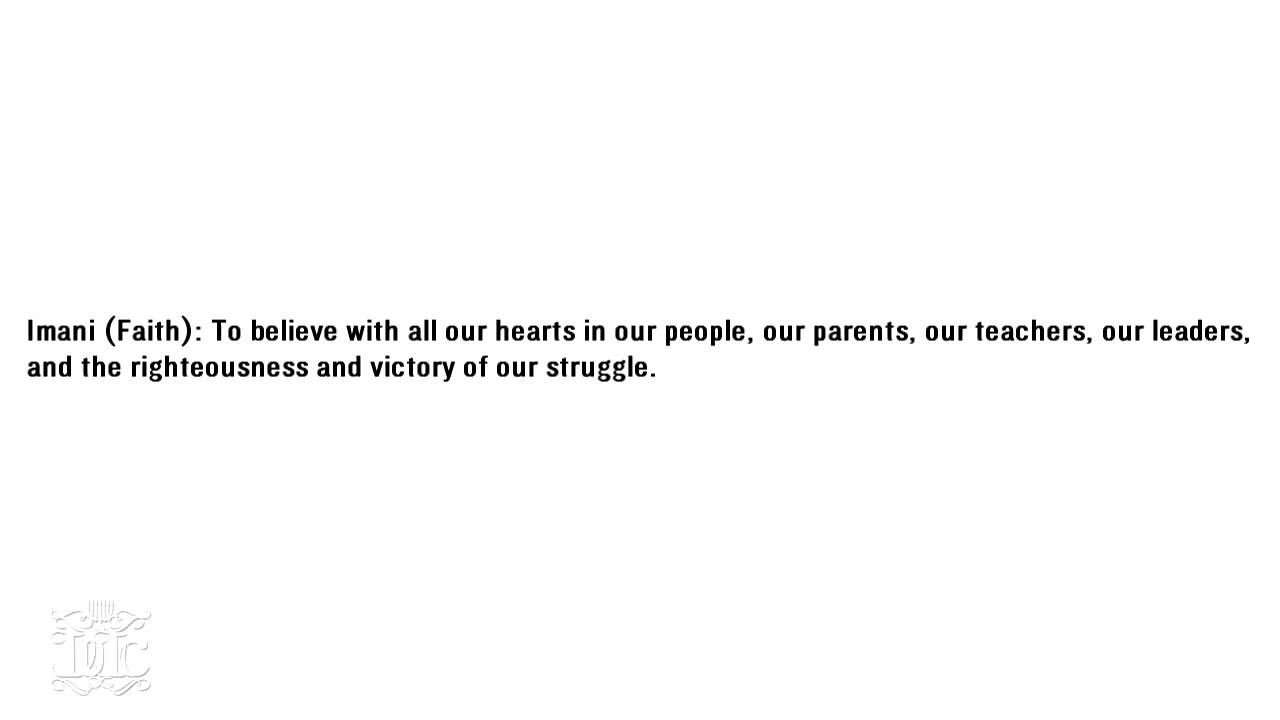 Imani (Faith): To believe with all our hearts in our people, our parents, our teachers, our leaders,
and the righteousness and victory of our struggle.